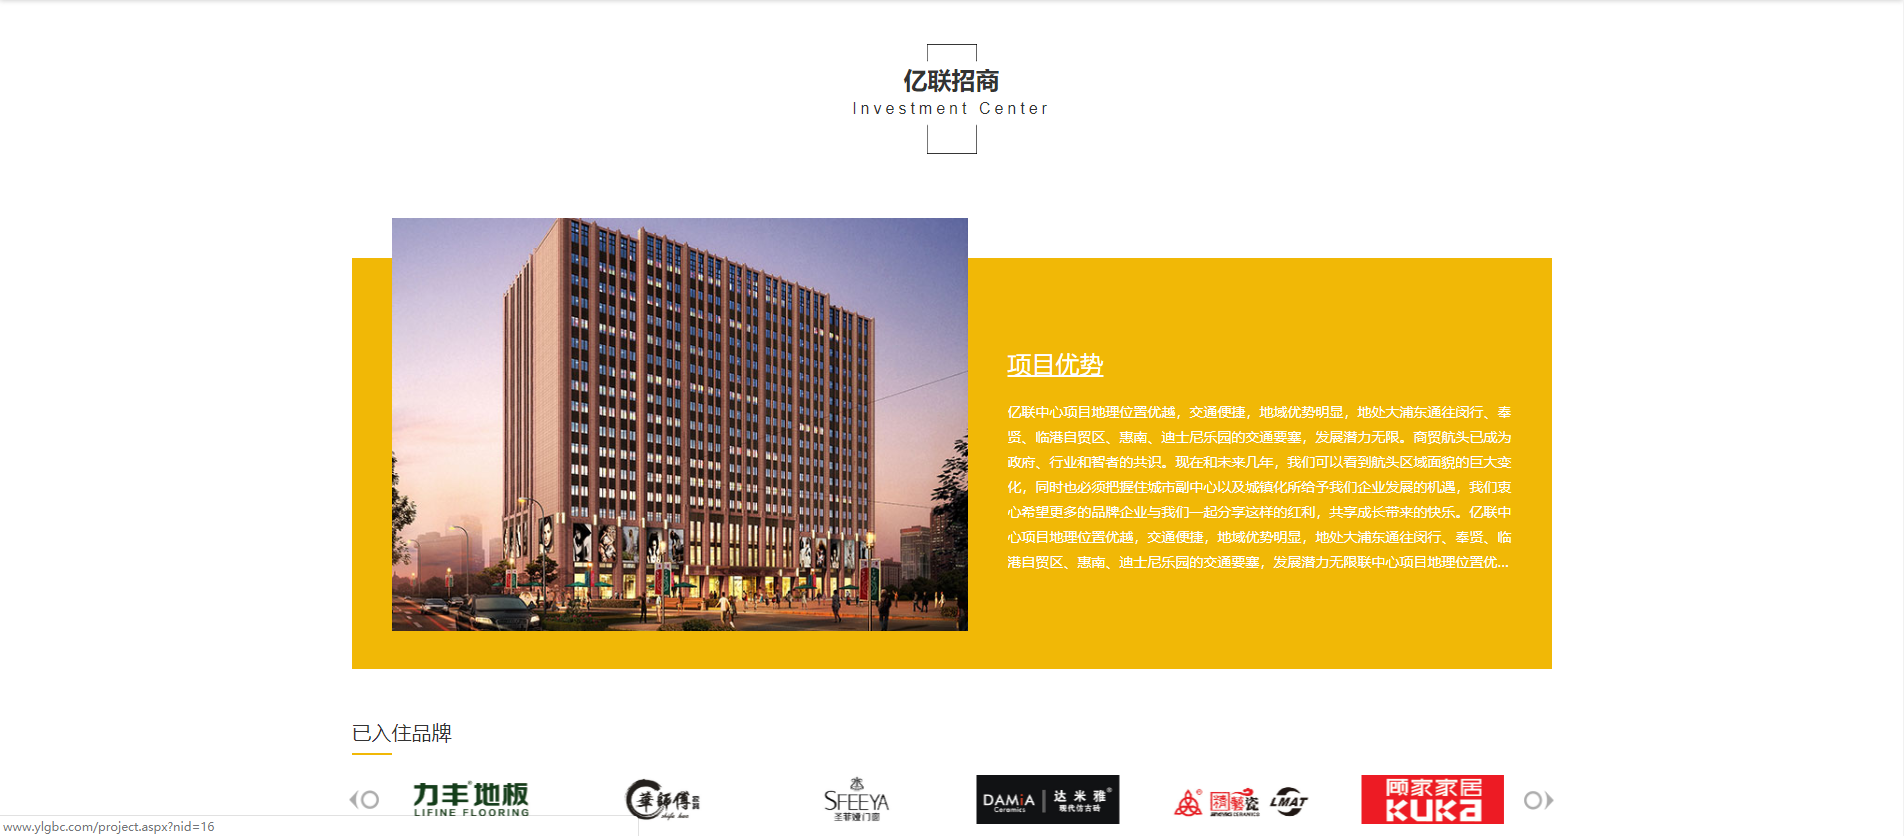 亿联招商
Investment Center
项目优势
亿联中心项目地理位置优越，交通便捷，地域优势明显，地处大浦东通往闵行、奉
贤、临港自贸区、惠南、迪士尼乐园的交通要塞，发展潜力无限。商贸航头已成为
政府、行业和智者的共识。现在和未来几年，我们可以看到航头区域面貌的巨大变
化，同时也必须把握住城市副中心以及城镇化所给予我们企业发展的机遇，我们衷
心希望更多的品牌企业与我们一起分享这样的红利，共享成长带来的快乐。亿联中
心项目地理位置优越，交通便捷，地域优势明显，地处大浦东通往闵行、奉贤、临
港自贸区、惠南、迪士尼乐园的交通要塞，发展潜力无限联中心项目地理位置优...
已入住品牌
力丰®地板
LIFINE FLOORING
華師傅
shifu hua
SFEEYA
圣菲娅门窗
DAMiA
Ceramics
达米雅®
现代仿古砖
LMAT
顾家家居
KUKa
www.ylgbc.com/project.aspx?nid=16